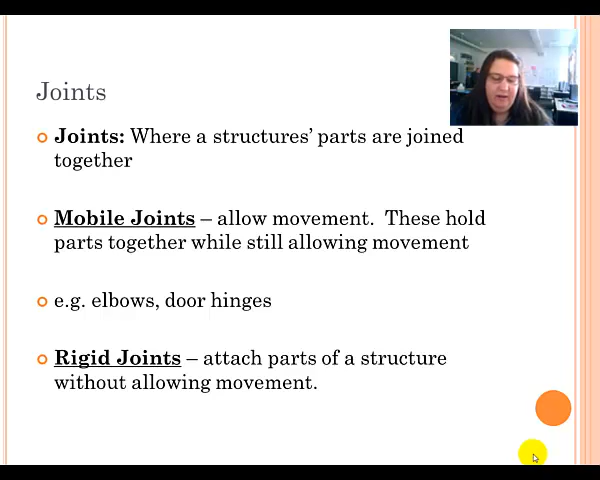 Joints
Joints: Where a structures’ parts are joined
together
Mobile Joints – allow movement. These hold
parts together while still allowing movement
e.g. elbows, door hinges
Rigid Joints – attach parts of a structure
without allowing movement.